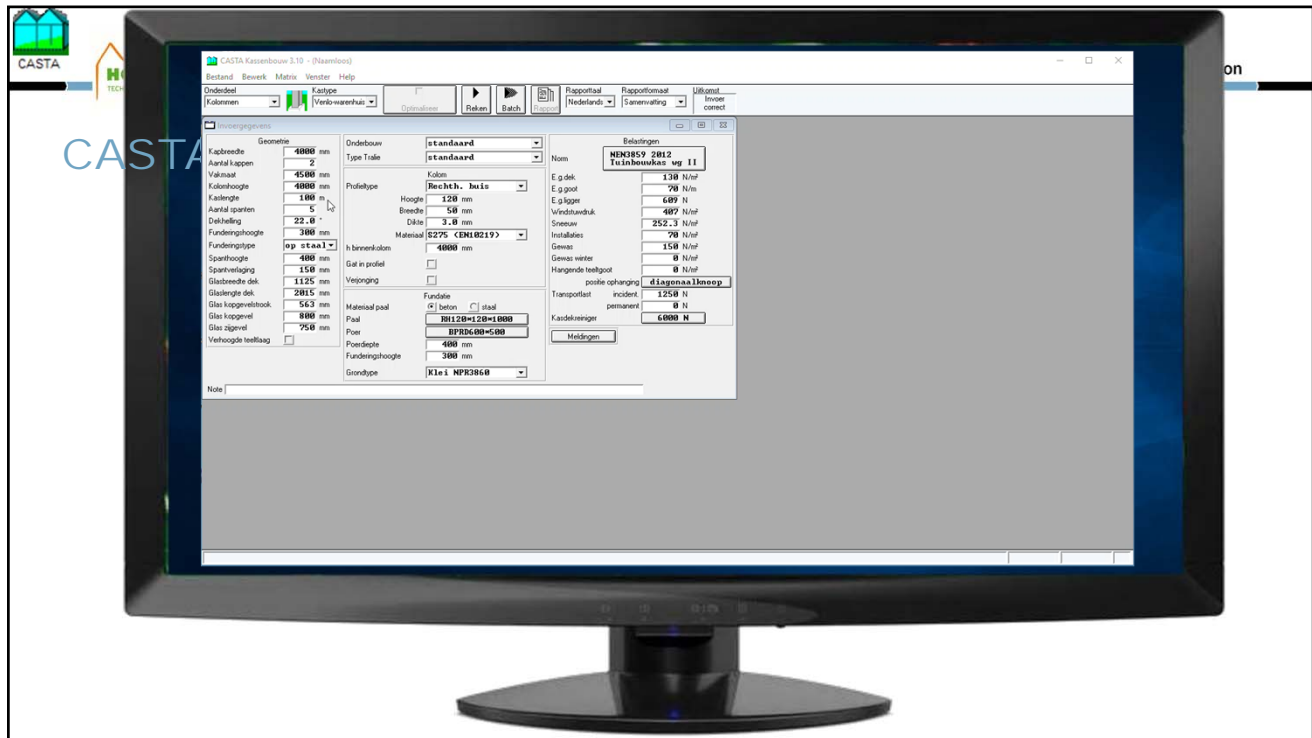 CASTA
HO
TECH
on
CASTA
CASTA Kassenbouw 3.10 - (Naamloos)
Bestand Bewerk Matrix Venster Help
Onderdeel
Kolommen
Kastype
Venlo-warenhuis
Optimaliseer
Reken
Batch
Rapport
Rapporttaal
Nederlands
Rapportformaat
Samenvatting
Uitkomst
Invoer
correct
Invoergegevens
Geometrie
Kapbreedte 4000 mm
Aantal kappen 2
Vakmaat 4500 mm
Kolomhoogte 4000 mm
Kaslengte 100 m
Aantal spanten 5
Dekhelling 22.0 °
Funderingshoogte 300 mm
Funderingstype op staal
Spanthoogte 400 mm
Spantverlaging 150 mm
Glasbreedte dek 1125 mm
Glaslengte dek 2015 mm
Glas kopgevelstrook 563 mm
Glas kopgevel 800 mm
Glas zijgevel 750 mm
Verhoogde teeltlaag
Onderbouw standaard
Type Tralie standaard
Kolom
Profieltype Rechth. buis
Hoogte 120 mm
Breedte 50 mm
Dikte 3.0 mm
Materiaal S275 (EN10219)
h binnenkolom 4000 mm
Gat in profiel
Verjonging
Fundatie
Materiaal paal beton staal
Paal RH120*120*1000
Poer BPRD600*500
Poerdiepte 400 mm
Funderingshoogte 300 mm
Grondtype Klei NPR3860
Belastingen
Norm NEN3859 2012
Tuinbouwkas wg II
E.g.dek. 130 N/m²
E.g.goot 70 N/m
E.g.ligger 609 N
Windstuwdruk 407 N/m²
Sneeuw 252.3 N/m²
Installaties 70 N/m²
Gewas 150 N/m²
Gewas winter 0 N/m²
Hangende teeltgoot 0 N/m²
positie ophanging diagonaalknoop
Transportlast incident. 1250 N
permanent 0 N
Kasdekreiniger 6000 N
Meldingen
Note